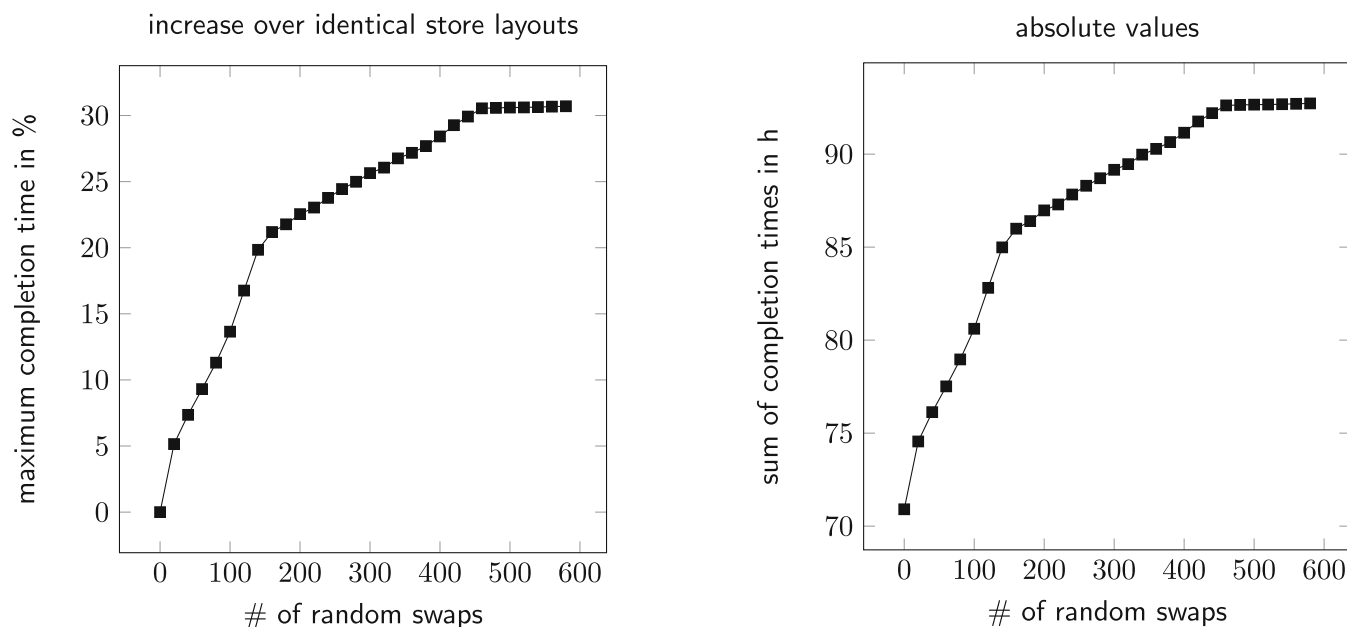 increase over identical store layouts
maximum completion time in %
30
25
20
15
10
5
0
0 100 200 300 400 500 600
# of random swaps
absolute values
sum of completion times in h
90
85
80
75
70
0 100 200 300 400 500 600
# of random swaps